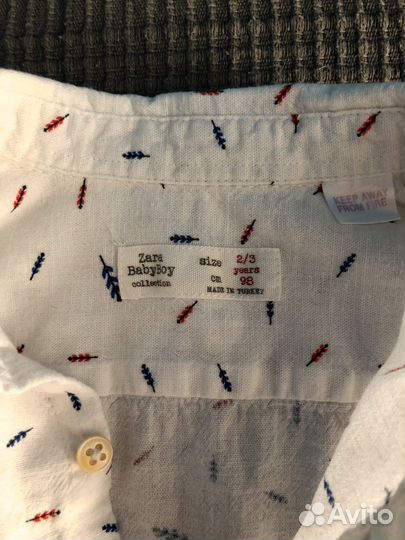 KEEP AWAY
FROM FIRE
Zara
BabyBoy
collection
size 2/3
years
cm 98
MADE IN TURKEY
Avito